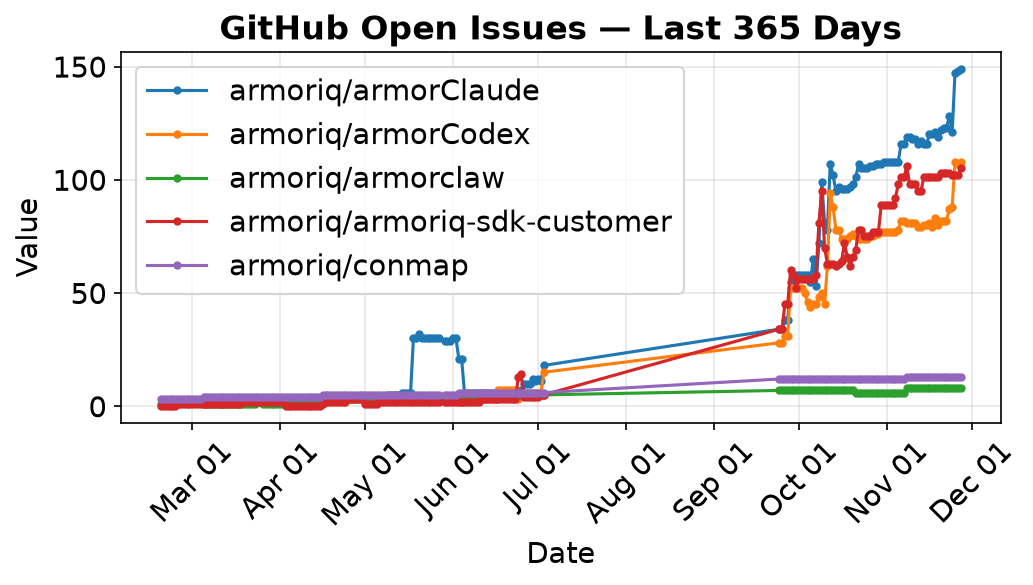 GitHub Open Issues — Last 365 Days
150
100
50
0
Value
armoriq/armorClaude
armoriq/armorCodex
armoriq/armorclaw
armoriq/armoriq-sdk-customer
armoriq/conmap
Mar 01
Apr 01
May 01
Jun 01
Jul 01
Aug 01
Sep 01
Oct 01
Nov 01
Dec 01
Date